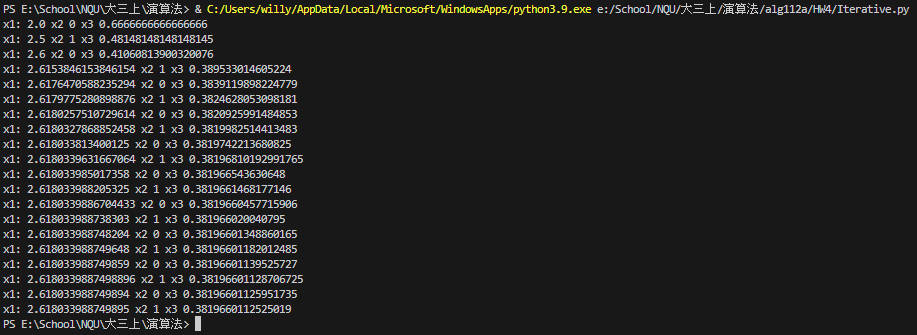 PS E:\School\NQU\大三上\演算法> & C:/Users/willy/AppData/Local/Microsoft/WindowsApps/python3.9.exe e:/School/NQU/大三上/演算法/alg112a/HW4/Iterative.py
x1: 2.0 x2 0 x3 0.6666666666666666
x1: 2.5 x2 1 x3 0.48148148148148145
x1: 2.6 x2 0 x3 0.41060813900320076
x1: 2.6153846153846154 x2 1 x3 0.389533014605224
x1: 2.6176470588235294 x2 0 x3 0.3839119898224779
x1: 2.6179775280898876 x2 1 x3 0.3824628053098181
x1: 2.6180257510729614 x2 0 x3 0.3820925991484853
x1: 2.6180327868852458 x2 1 x3 0.3819982514413483
x1: 2.618033813400125 x2 0 x3 0.3819742213680825
x1: 2.6180339631667064 x2 1 x3 0.38196810192991765
x1: 2.618033985017358 x2 0 x3 0.381966543630648
x1: 2.618033988205325 x2 1 x3 0.3819661468177146
x1: 2.6180339886704433 x2 0 x3 0.3819660457715906
x1: 2.618033988738303 x2 1 x3 0.381966020040795
x1: 2.618033988748204 x2 0 x3 0.38196601348860165
x1: 2.618033988749648 x2 1 x3 0.38196601182012485
x1: 2.618033988749859 x2 0 x3 0.38196601139525727
x1: 2.6180339887498896 x2 1 x3 0.38196601128706725
x1: 2.618033988749894 x2 0 x3 0.38196601125951735
x1: 2.618033988749895 x2 1 x3 0.3819660112525019
PS E:\School\NQU\大三上\演算法>